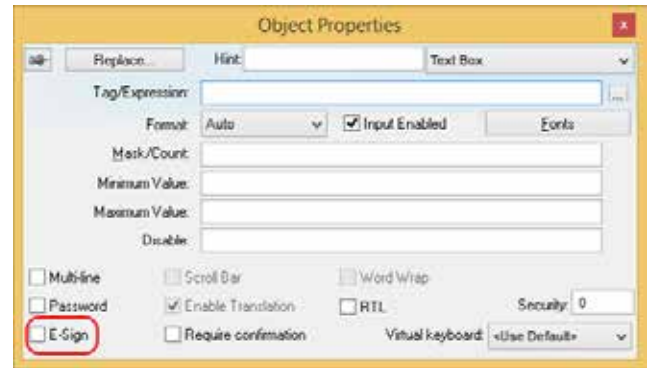 Object Properties
x
Replace... Hint: Text Box
Tag/Expression: ...
Format: Auto Input Enabled Fonts
Mask/Count:
Minimum Value:
Maximum Value:
Disable:
Multi-line Scroll Bar Word Wrap
Password Enable Translation RTL Security: 0
E-Sign Require confirmation Virtual keyboard: <Use Default>